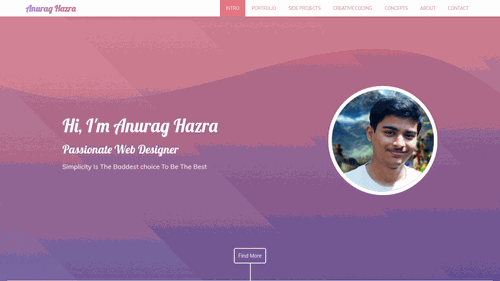 Anurag Hazra
INTRO PORTFOLIO SIDE PROJECTS CREATIVE CODING CONCEPTS ABOUT CONTACT
Hi, I'm Anurag Hazra
Passionate Web Designer
Simplicity Is The Baddest choice To Be The Best
Find More